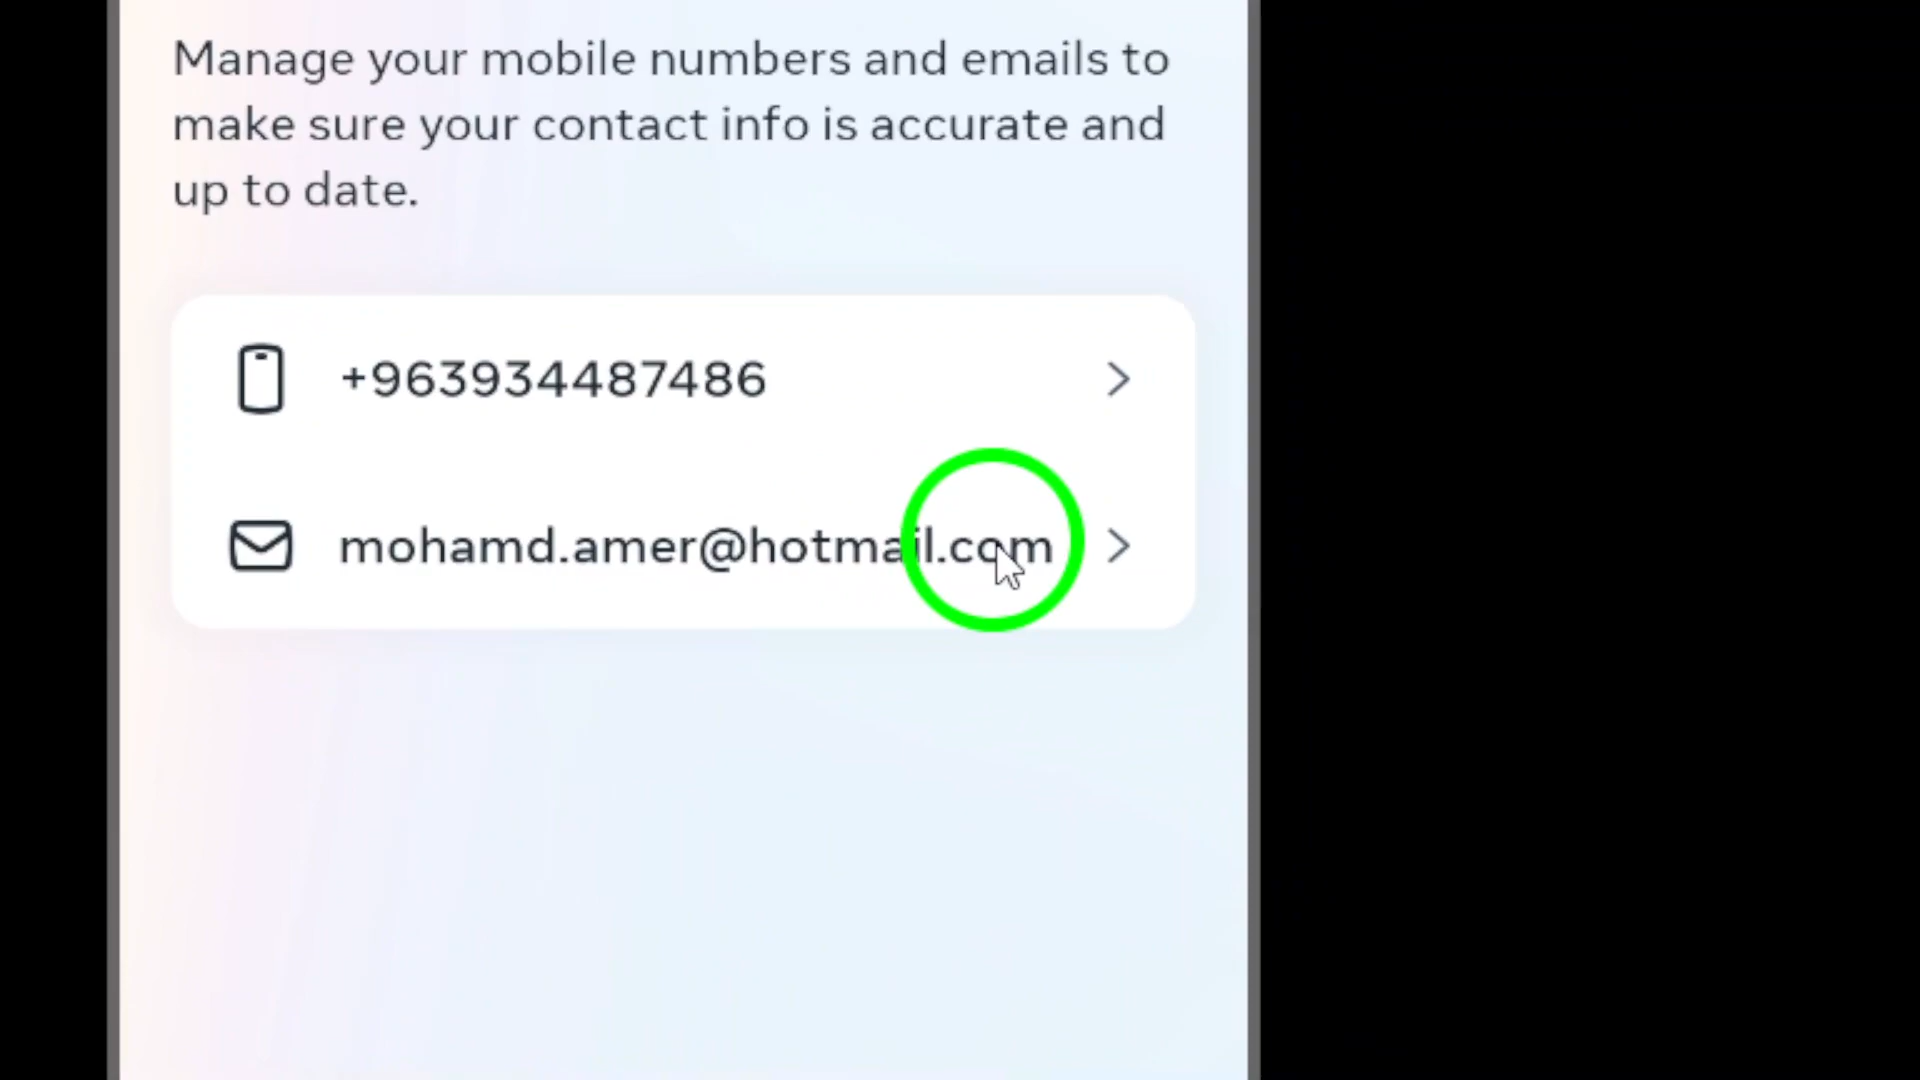 Manage your mobile numbers and emails to
make sure your contact info is accurate and
up to date.
+963934487486
mohamd.amer@hotmail.com